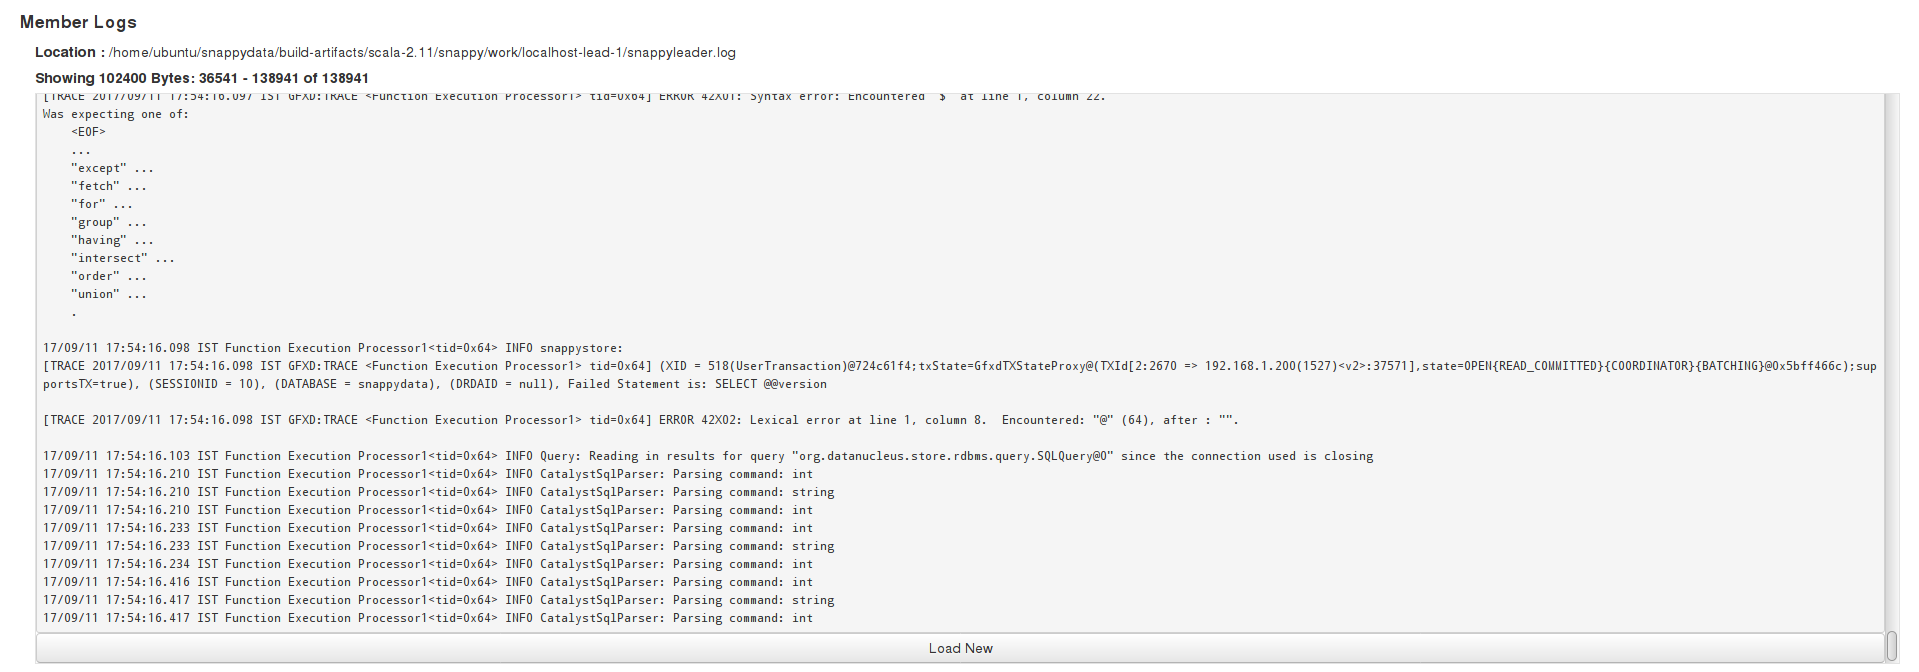 Member Logs
Location : /home/ubuntu/snappydata/build-artifacts/scala-2.11/snappy/work/localhost-lead-1/snappyleader.log
Showing 102400 Bytes: 36541 - 138941 of 138941
[TRACE 2017/09/11 17:54:16.097 IST GFXD:TRACE <Function Execution Processor1> tid=0x64] ERROR 42X01: Syntax error: Encountered "$" at line 1, column 22.
Was expecting one of:
<EOF>
...
"except" ...
"fetch" ...
"for" ...
"group" ...
"having" ...
"intersect" ...
"order" ...
"union" ...
.
17/09/11 17:54:16.098 IST Function Execution Processor1<tid=0x64> INFO snappystore:
[TRACE 2017/09/11 17:54:16.098 IST GFXD:TRACE <Function Execution Processor1> tid=0x64] (XID = 518(UserTransaction)@724c61f4;txState=GfxdTXStateProxy@(TXId[2:2670 => 192.168.1.200(1527)<v2>:37571],state=OPEN{READ_COMMITTED}{COORDINATOR}{BATCHING}@0x5bff466c);sup
portsTX=true), (SESSIONID = 10), (DATABASE = snappydata), (DRDAID = null), Failed Statement is: SELECT @@version
[TRACE 2017/09/11 17:54:16.098 IST GFXD:TRACE <Function Execution Processor1> tid=0x64] ERROR 42X02: Lexical error at line 1, column 8.  Encountered: "@" (64), after : "".
17/09/11 17:54:16.103 IST Function Execution Processor1<tid=0x64> INFO Query: Reading in results for query "org.datanucleus.store.rdbms.query.SQLQuery@0" since the connection used is closing
17/09/11 17:54:16.210 IST Function Execution Processor1<tid=0x64> INFO CatalystSqlParser: Parsing command: int
17/09/11 17:54:16.210 IST Function Execution Processor1<tid=0x64> INFO CatalystSqlParser: Parsing command: string
17/09/11 17:54:16.210 IST Function Execution Processor1<tid=0x64> INFO CatalystSqlParser: Parsing command: int
17/09/11 17:54:16.233 IST Function Execution Processor1<tid=0x64> INFO CatalystSqlParser: Parsing command: int
17/09/11 17:54:16.233 IST Function Execution Processor1<tid=0x64> INFO CatalystSqlParser: Parsing command: string
17/09/11 17:54:16.234 IST Function Execution Processor1<tid=0x64> INFO CatalystSqlParser: Parsing command: int
17/09/11 17:54:16.416 IST Function Execution Processor1<tid=0x64> INFO CatalystSqlParser: Parsing command: int
17/09/11 17:54:16.417 IST Function Execution Processor1<tid=0x64> INFO CatalystSqlParser: Parsing command: string
17/09/11 17:54:16.417 IST Function Execution Processor1<tid=0x64> INFO CatalystSqlParser: Parsing command: int
Load New